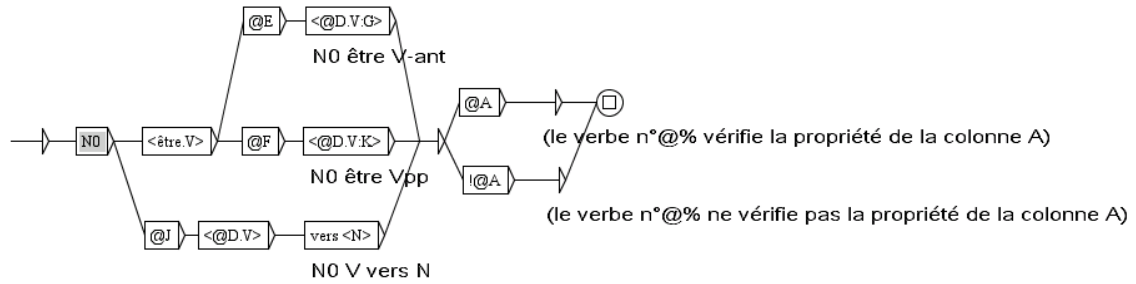 @E <@D.V:G>
N0 être V-ant
@A
N0 <être.V> @F <@D.V:K>
(le verbe n°@% vérifie la propriété de la colonne A)
N0 être Vpp
!@A
(le verbe n°@% ne vérifie pas la propriété de la colonne A)
@J <@D.V> vers <N>
N0 V vers N